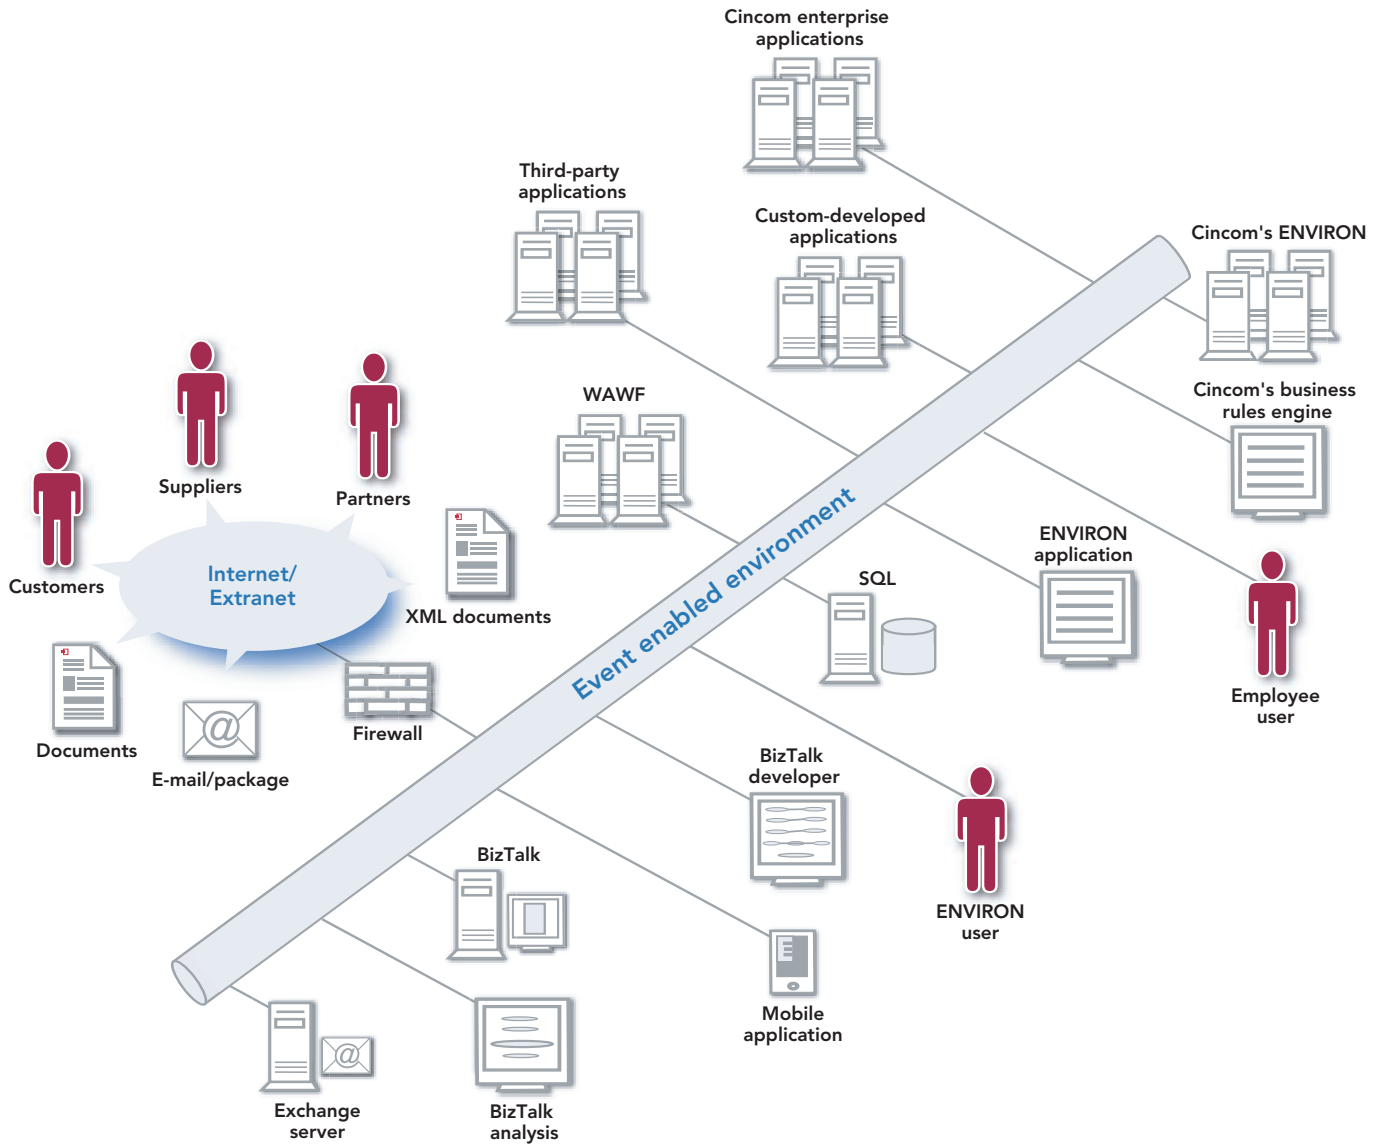 Cincom enterprise
applications
Third-party
applications
Custom-developed
applications
Cincom's ENVIRON
WAWF
Cincom's business
rules engine
Suppliers
Partners
Customers
Internet/
Extranet
XML documents
Event enabled environment
ENVIRON
application
SQL
Documents
E-mail/package
Firewall
Employee
user
BizTalk
developer
BizTalk
ENVIRON
user
Mobile
application
@
@
Exchange
server
BizTalk
analysis